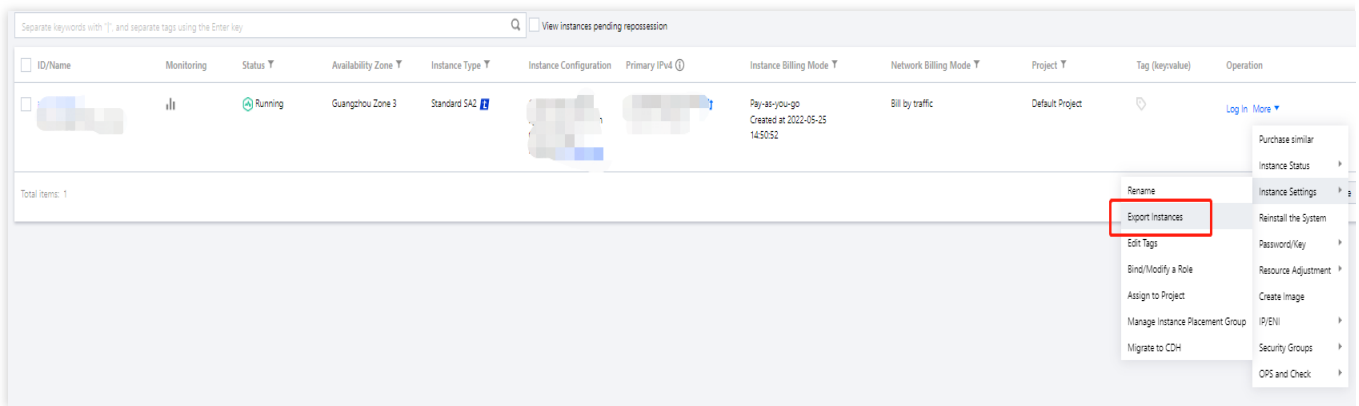 Separate keywords with "|", and separate tags using the Enter key
View instances pending repossession
ID/Name Monitoring Status Availability Zone Instance Type Instance Configuration Primary IPv4 Instance Billing Mode Network Billing Mode Project Tag (key:value) Operation
Running Guangzhou Zone 3 Standard SA2 Pay-as-you-go Bill by traffic Default Project Log In More
Created at 2022-05-25
14:50:52
Total items: 1
Purchase similar
Instance Status
Instance Settings
Reinstall the System
Password/Key
Resource Adjustment
Create Image
IP/ENI
Security Groups
OPS and Check
Rename
Export Instances
Edit Tags
Bind/Modify a Role
Assign to Project
Manage Instance Placement Group
Migrate to CDH